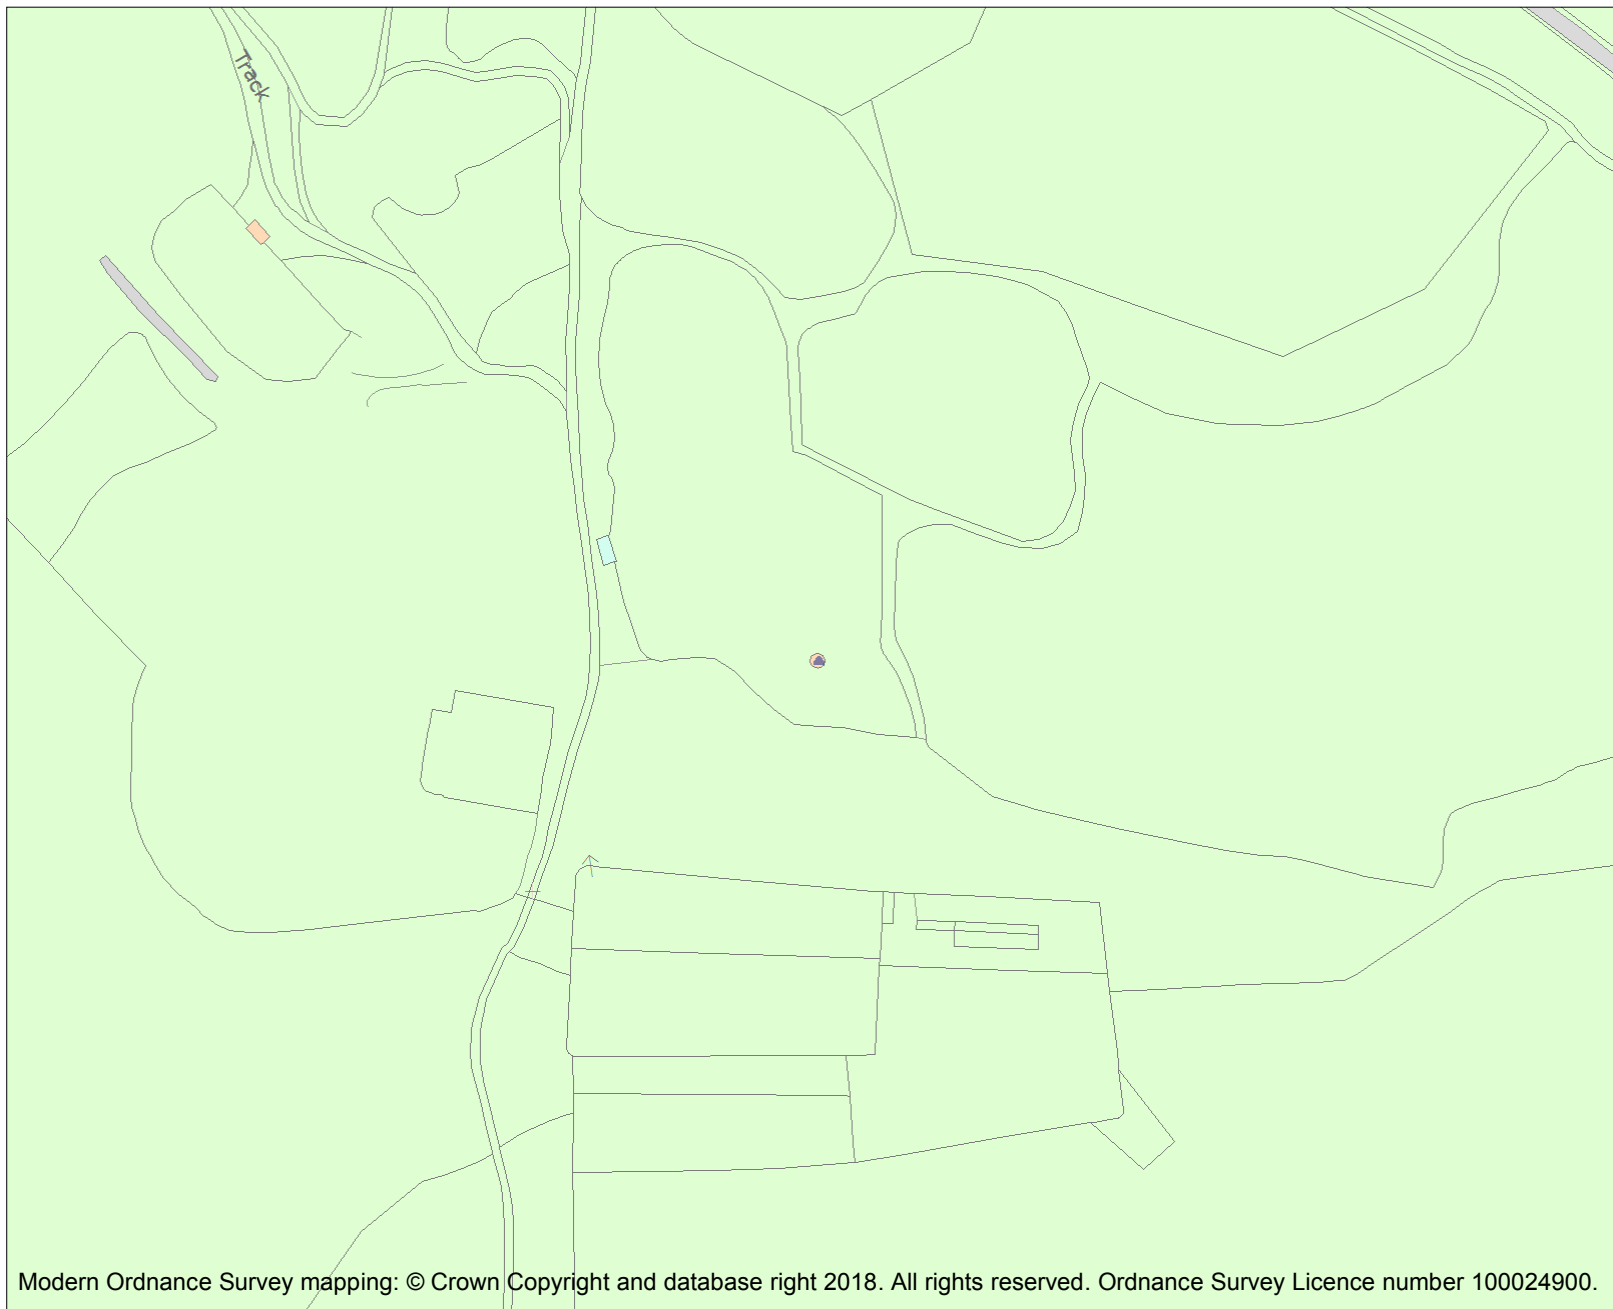 Track
Modern Ordnance Survey mapping: © Crown Copyright and database right 2018. All rights reserved. Ordnance Survey Licence number 100024900.